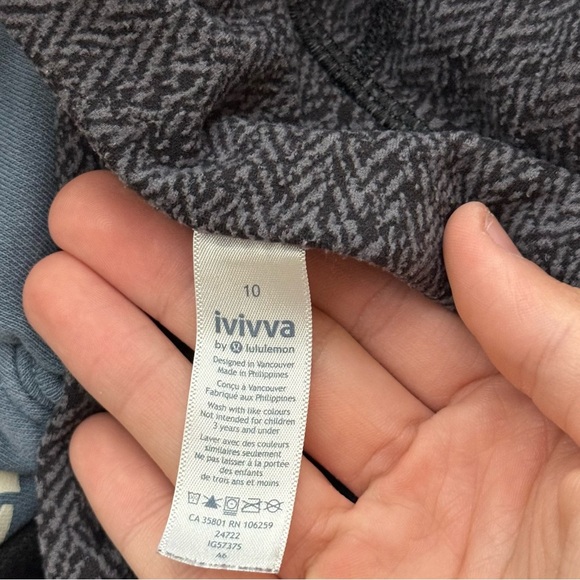 10
ivivva
by lululemon
Designed in Vancouver
Made in Philippines
Conçu à Vancouver
Fabriqué aux Philippines
Wash with like colours
Not intended for children
3 years and under
Laver avec des couleurs
similaires seulement
Ne pas laisser à la portée
des enfants
de trois ans et moins
CA 35801 RN 106259
24722
IG5737S
A6